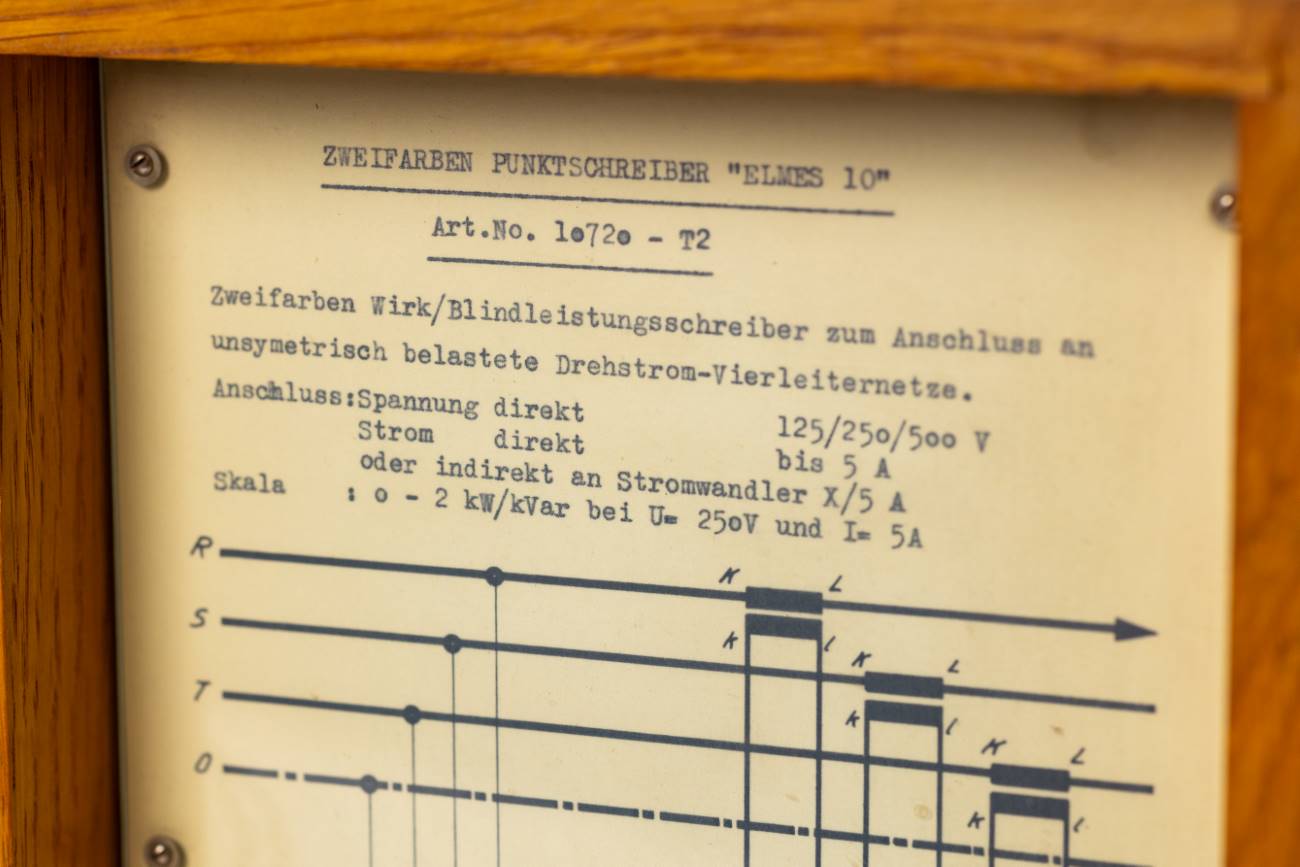 ZWEIFARBEN PUNKTSCHREIBER "ELMES 10"
Art.No. 1o72o - T2
Zweifarben Wirk/Blindleistungsschreiber zum Anschluss an
unsymetrisch belastete Drehstrom-Vierleiternetze.
Anschluss:Spannung direkt 125/25o/5oo V
Strom direkt bis 5 A
oder indirekt an Stromwandler X/5 A
Skala : o - 2 kW/kVar bei U= 25oV und I= 5A
R K L
k l
S K L
k l
T K L
k l
O